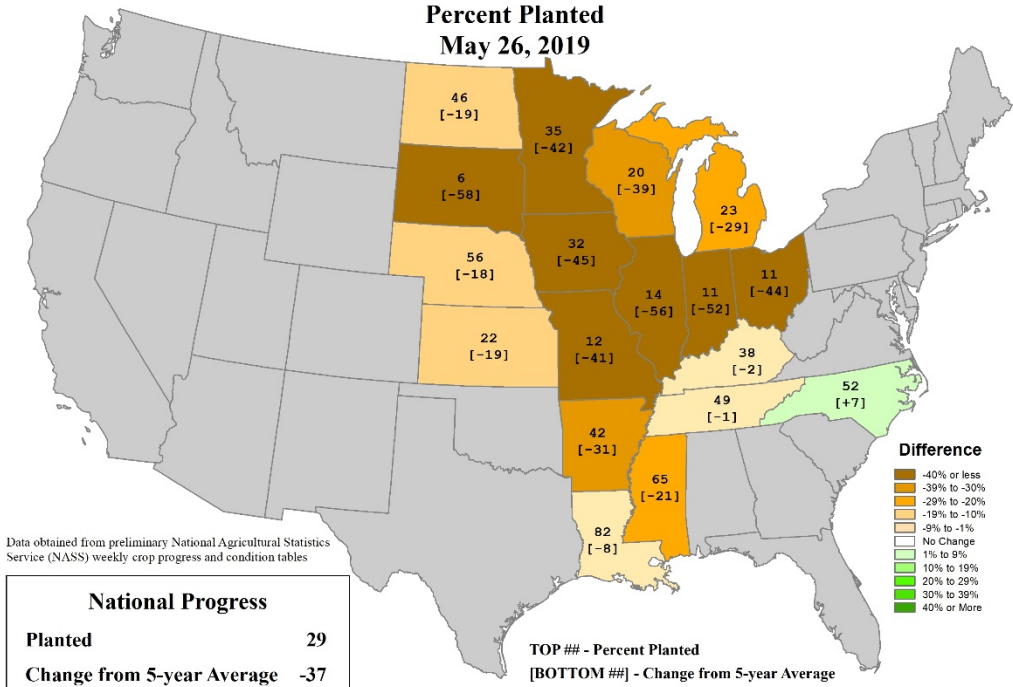 Percent Planted
May 26, 2019
46
[-19]
35
[-42]
6
[-58]
20
[-39]
23
[-29]
56
[-18]
32
[-45]
14
[-56]
11
[-52]
11
[-44]
22
[-19]
12
[-41]
38
[-2]
49
[-1]
52
[+7]
42
[-31]
65
[-21]
82
[-8]
Difference
-40% or less
-39% to -30%
-29% to -20%
-19% to -10%
-9% to -1%
No Change
1% to 9%
10% to 19%
20% to 29%
30% to 39%
40% or More
Data obtained from preliminary National Agricultural Statistics
Service (NASS) weekly crop progress and condition tables
National Progress
Planted 29
Change from 5-year Average -37
TOP ## - Percent Planted
[BOTTOM ##] - Change from 5-year Average